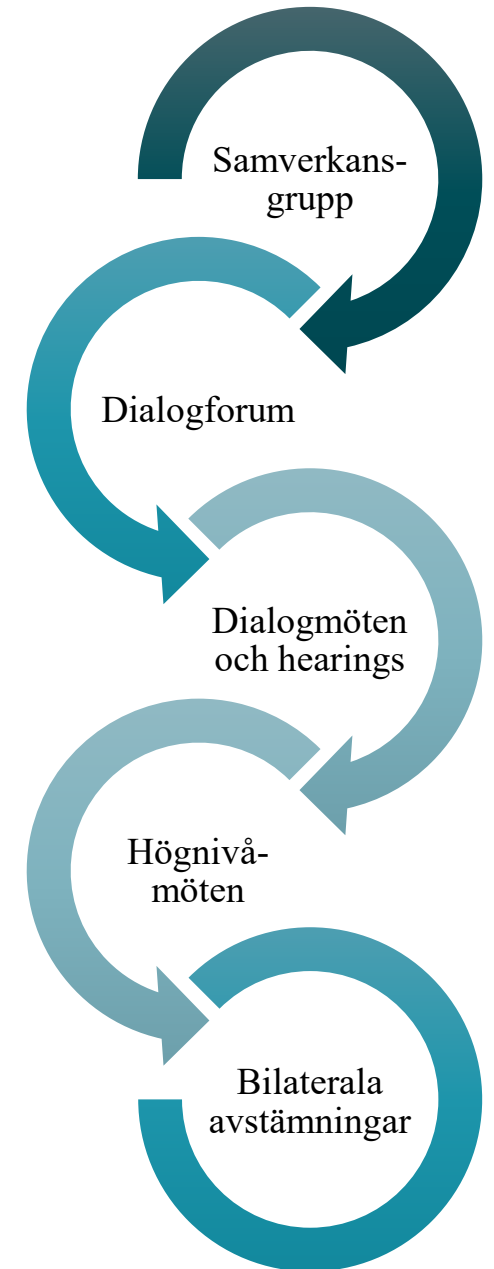 Samverkans-
grupp
Dialogforum
Dialogmöten
och hearings
Högnivå-
möten
Bilaterala
avstämningar